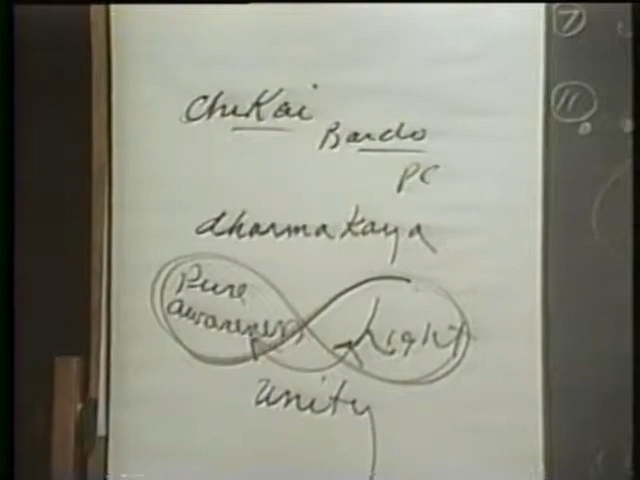 ChiKai
Bardo
PC
dharmakaya
Pure
awareness
Light
Unity
7
11